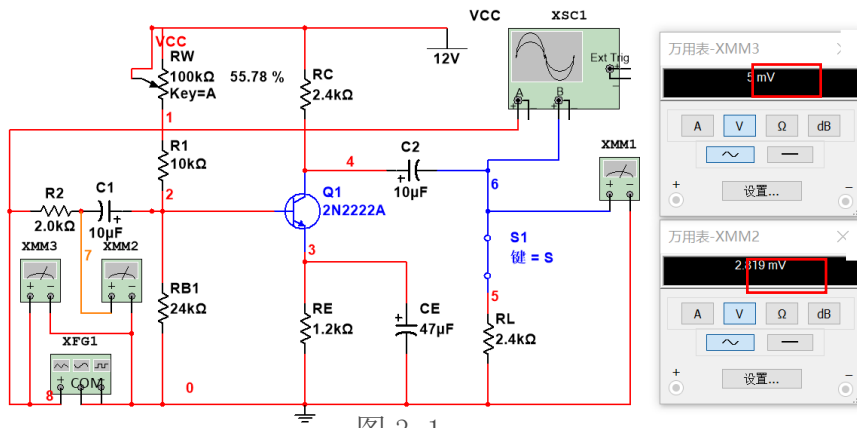 VCC
XSC1
Ext Trig
A
B
VCC
RW
100kΩ
55.78 %
Key=A
RC
2.4kΩ
12V
1
R1
10kΩ
4
C2
10μF
6
XMM1
2
R2
2.0kΩ
C1
10μF
Q1
2N2222A
S1
键 = S
3
5
XMM3
XMM2
7
RB1
24kΩ
RE
1.2kΩ
CE
47μF
RL
2.4kΩ
XFG1
COM
8
0
万用表-XMM3
5 mV
A V Ω dB
设置...
万用表-XMM2
2.819 mV
A V Ω dB
设置...